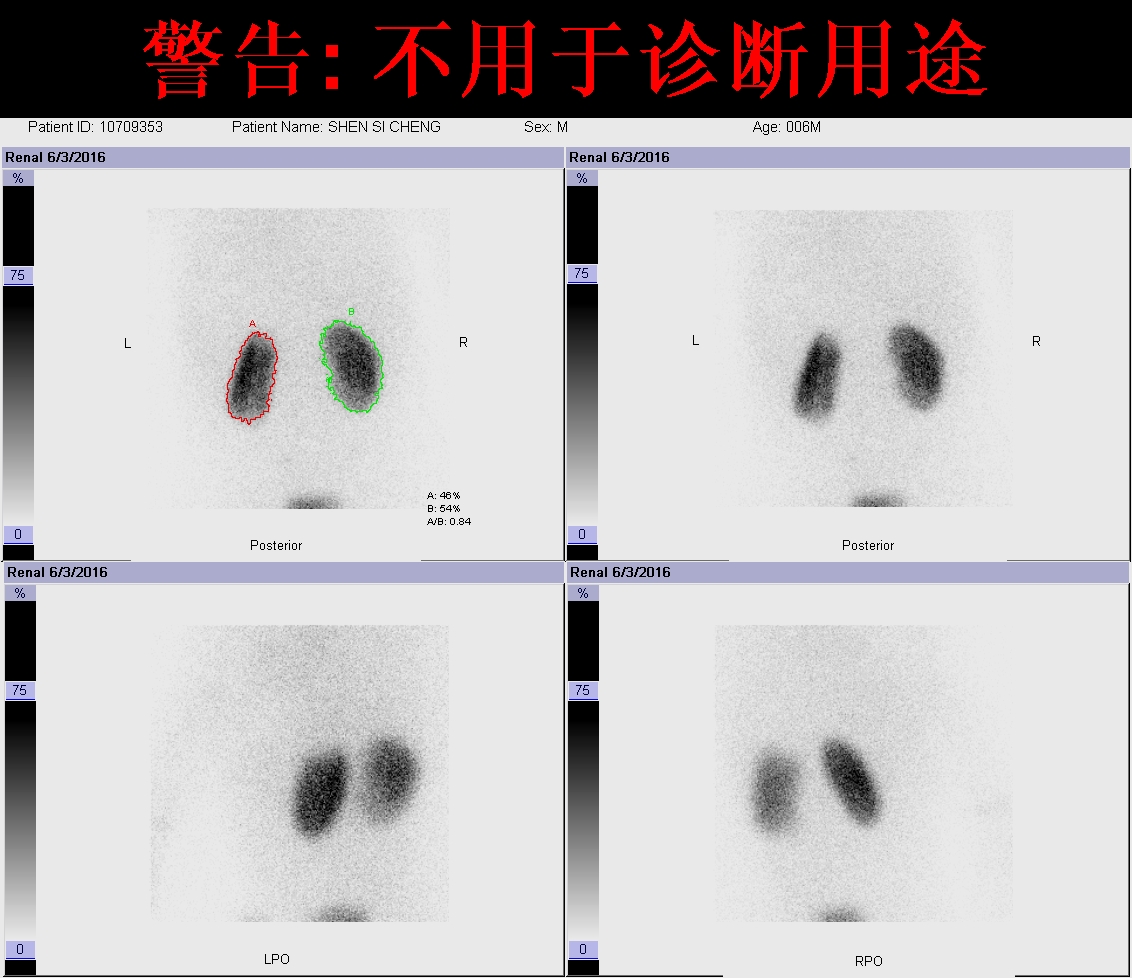 警告: 不用于诊断用途
Patient ID: 10709353 Patient Name: SHEN SI CHENG Sex: M Age: 006M
Renal 6/3/2016
%
75
0
L
A
B
R
A: 46%
B: 54%
A/B: 0.84
Posterior
Renal 6/3/2016
%
75
0
L
R
Posterior
Renal 6/3/2016
%
75
0
LPO
Renal 6/3/2016
%
75
0
RPO